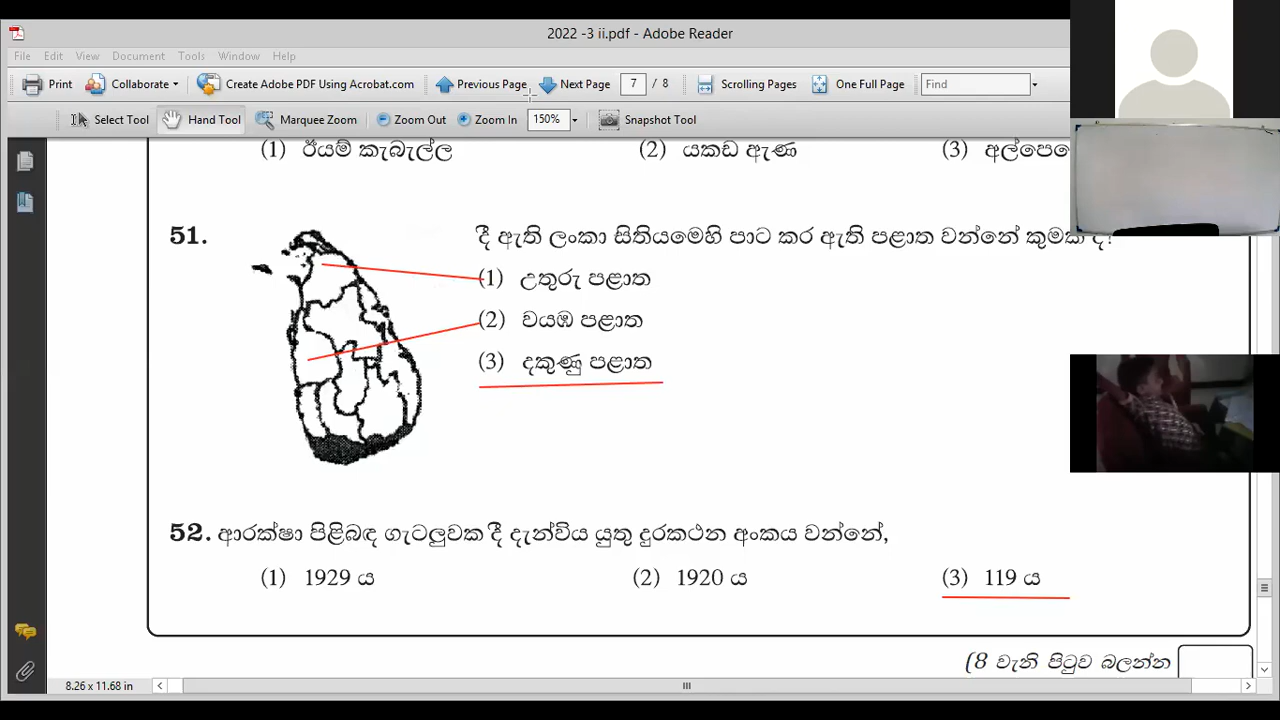 2022 -3 ii.pdf - Adobe Reader
File Edit View Document Tools Window Help
Print Collaborate Create Adobe PDF Using Acrobat.com Previous Page Next Page 7 / 8 Scrolling Pages One Full Page Find
Select Tool Hand Tool Marquee Zoom Zoom Out Zoom In 150% Snapshot Tool
(1) ඊයම් කැබැල්ල (2) යකඩ ඇණ (3)
51. දී ඇති ලංකා සිතියමෙහි පාට කර ඇති පළාත වන්නේ කුමක් ද?
(1) උතුරු පළාත
(2) වයඹ පළාත
(3) දකුණු පළාත
52. ආරක්ෂා පිළිබඳ ගැටලුවක දී දැන්විය යුතු දුරකථන අංකය වන්නේ,
(1) 1929 ය (2) 1920 ය (3) 119 ය
(8 වැනි පිටුව බලන්න
8.26 x 11.68 in